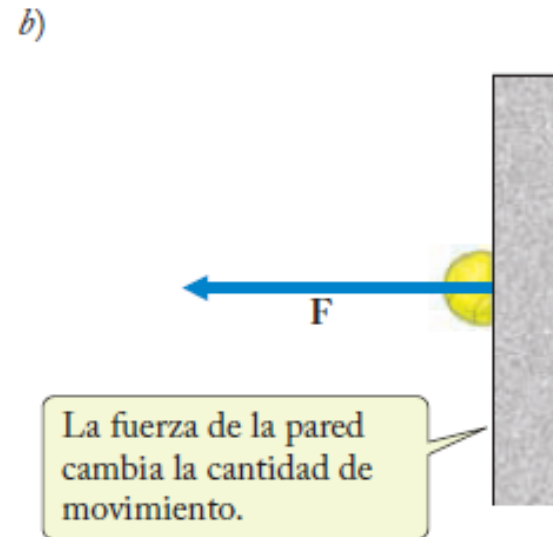 b)
F
La fuerza de la pared
cambia la cantidad de
movimiento.